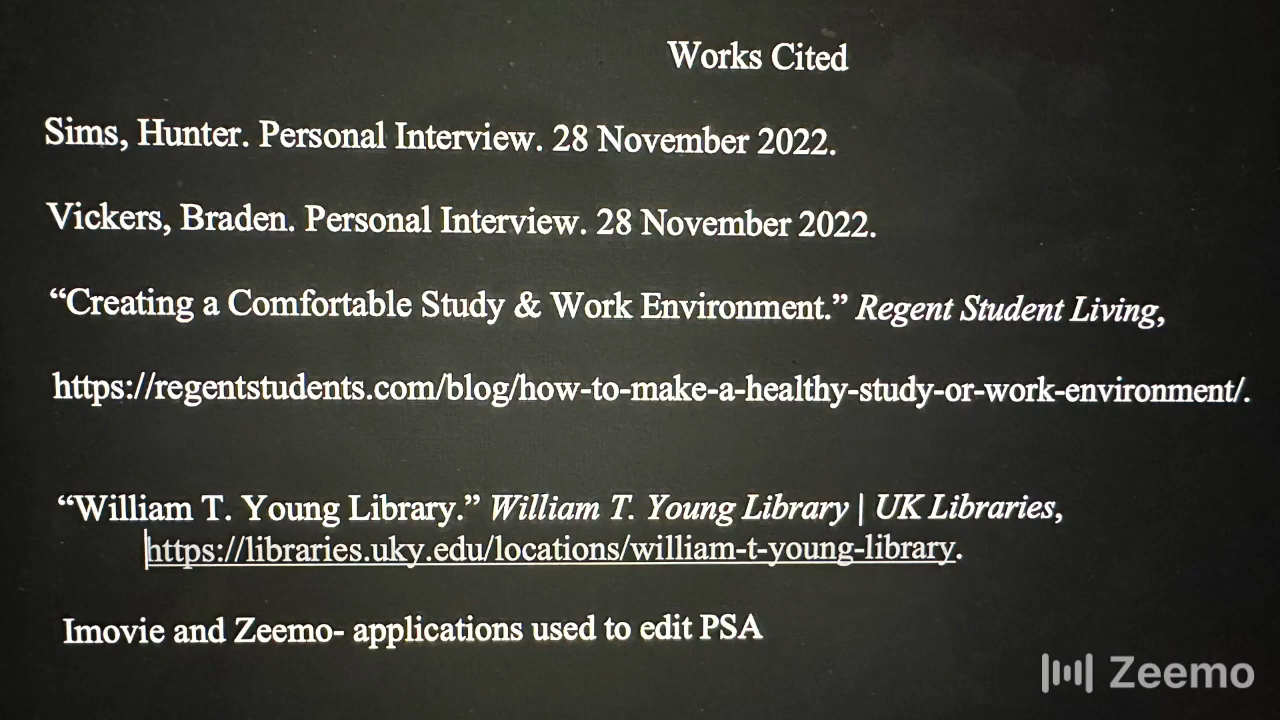 Works Cited
Sims, Hunter. Personal Interview. 28 November 2022.
Vickers, Braden. Personal Interview. 28 November 2022.
“Creating a Comfortable Study & Work Environment.” Regent Student Living,
https://regentstudents.com/blog/how-to-make-a-healthy-study-or-work-environment/.
“William T. Young Library.” William T. Young Library | UK Libraries,
https://libraries.uky.edu/locations/william-t-young-library.
Imovie and Zeemo- applications used to edit PSA
Zeemo